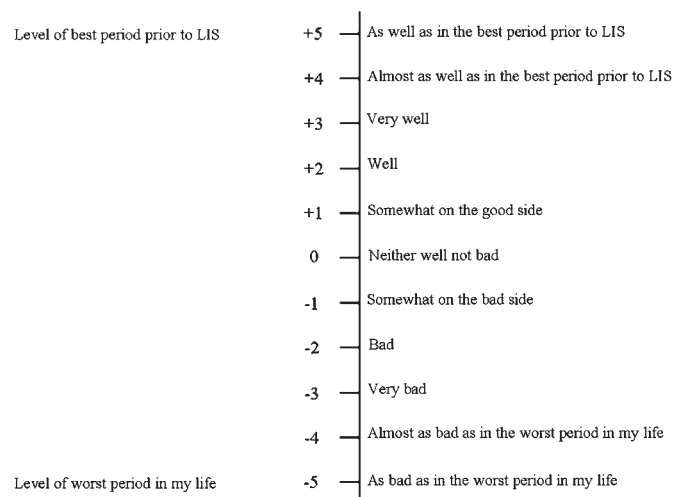 Level of best period prior to LIS +5 As well as in the best period prior to LIS
+4 Almost as well as in the best period prior to LIS
+3 Very well
+2 Well
+1 Somewhat on the good side
0 Neither well not bad
-1 Somewhat on the bad side
-2 Bad
-3 Very bad
-4 Almost as bad as in the worst period in my life
Level of worst period in my life -5 As bad as in the worst period in my life